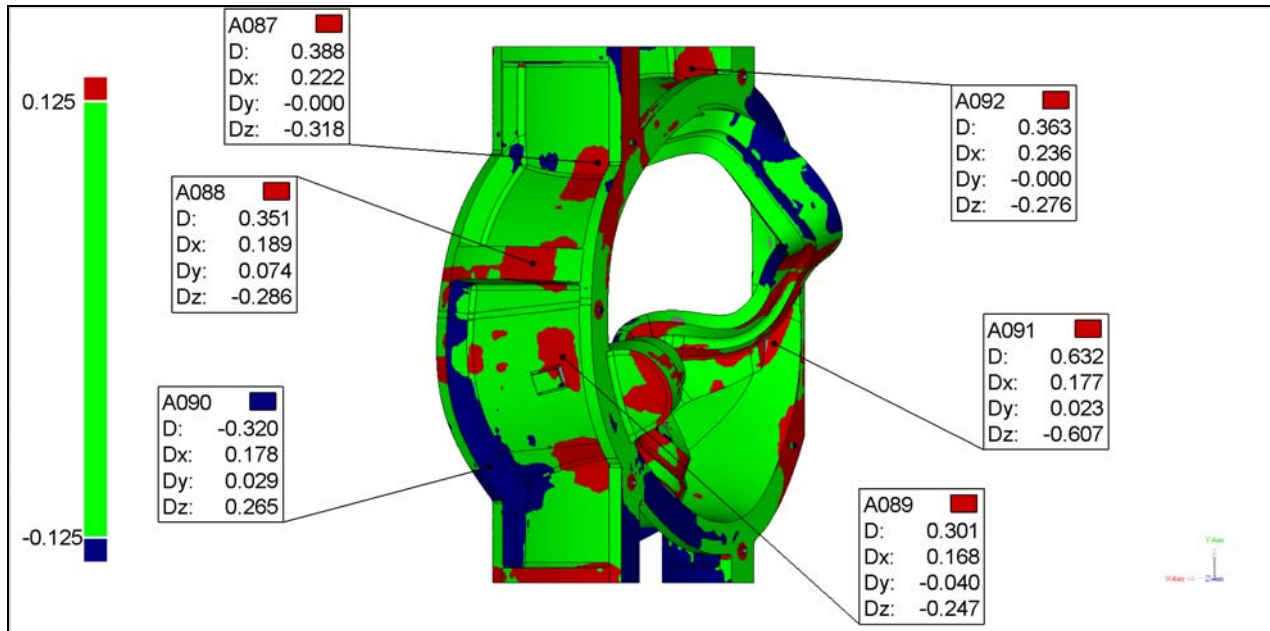 A087
D: 0.388
Dx: 0.222
Dy: -0.000
Dz: -0.318
0.125
A092
D: 0.363
Dx: 0.236
Dy: -0.000
Dz: -0.276
A088
D: 0.351
Dx: 0.189
Dy: 0.074
Dz: -0.286
A091
D: 0.632
Dx: 0.177
Dy: 0.023
Dz: -0.607
A090
D: -0.320
Dx: 0.178
Dy: 0.029
Dz: 0.265
-0.125
A089
D: 0.301
Dx: 0.168
Dy: -0.040
Dz: -0.247
Y-Axis
X-Axis
Z-Axis